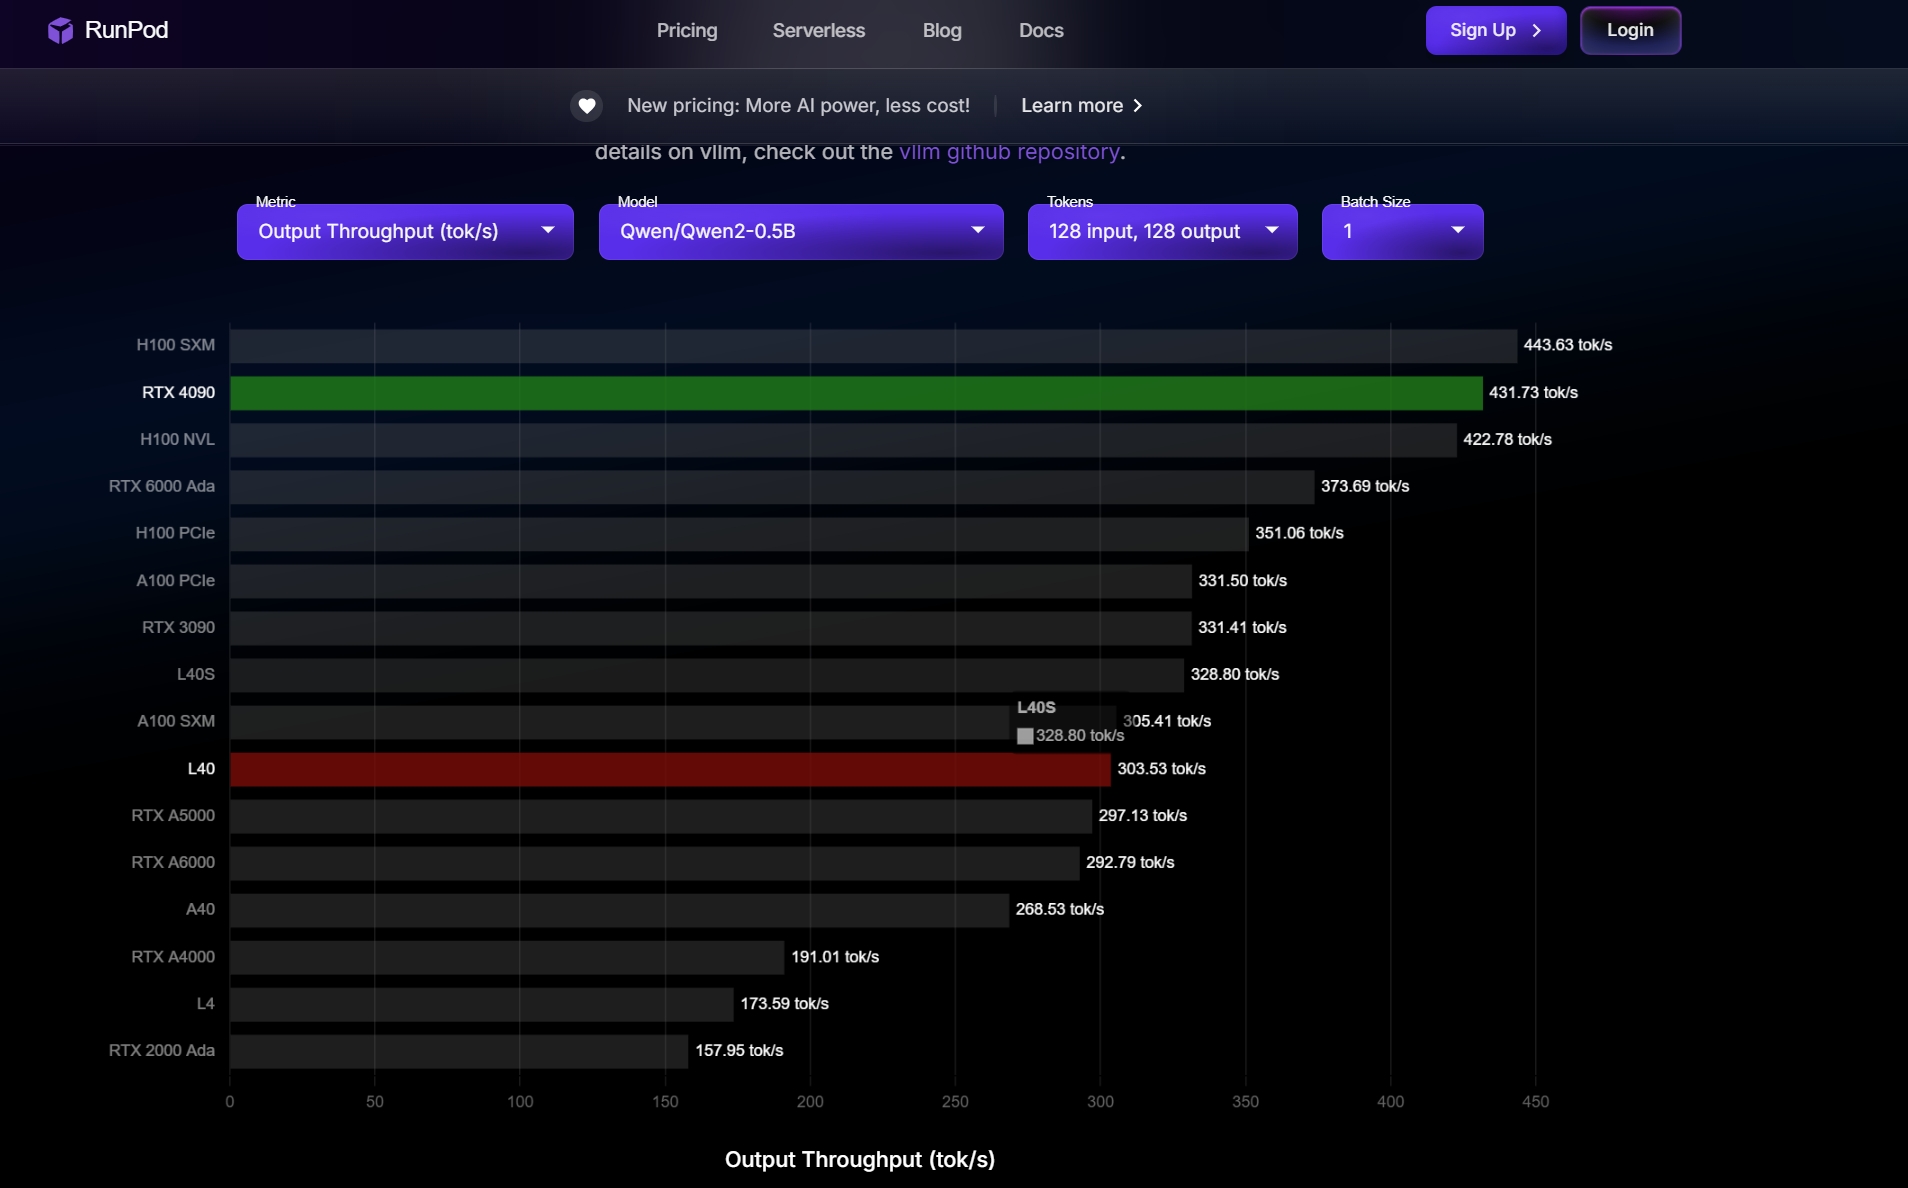 RunPod
Pricing
Serverless
Blog
Docs
Sign Up
Login
New pricing: More AI power, less cost!
Learn more
details on vllm, check out the vllm github repository.
Metric
Output Throughput (tok/s)
Model
Qwen/Qwen2-0.5B
Tokens
128 input, 128 output
Batch Size
1
H100 SXM 443.63 tok/s
RTX 4090 431.73 tok/s
H100 NVL 422.78 tok/s
RTX 6000 Ada 373.69 tok/s
H100 PCIe 351.06 tok/s
A100 PCIe 331.50 tok/s
RTX 3090 331.41 tok/s
L40S 328.80 tok/s
L40S
A100 SXM 305.41 tok/s
328.80 tok/s
L40 303.53 tok/s
RTX A5000 297.13 tok/s
RTX A6000 292.79 tok/s
A40 268.53 tok/s
RTX A4000 191.01 tok/s
L4 173.59 tok/s
RTX 2000 Ada 157.95 tok/s
0 50 100 150 200 250 300 350 400 450
Output Throughput (tok/s)